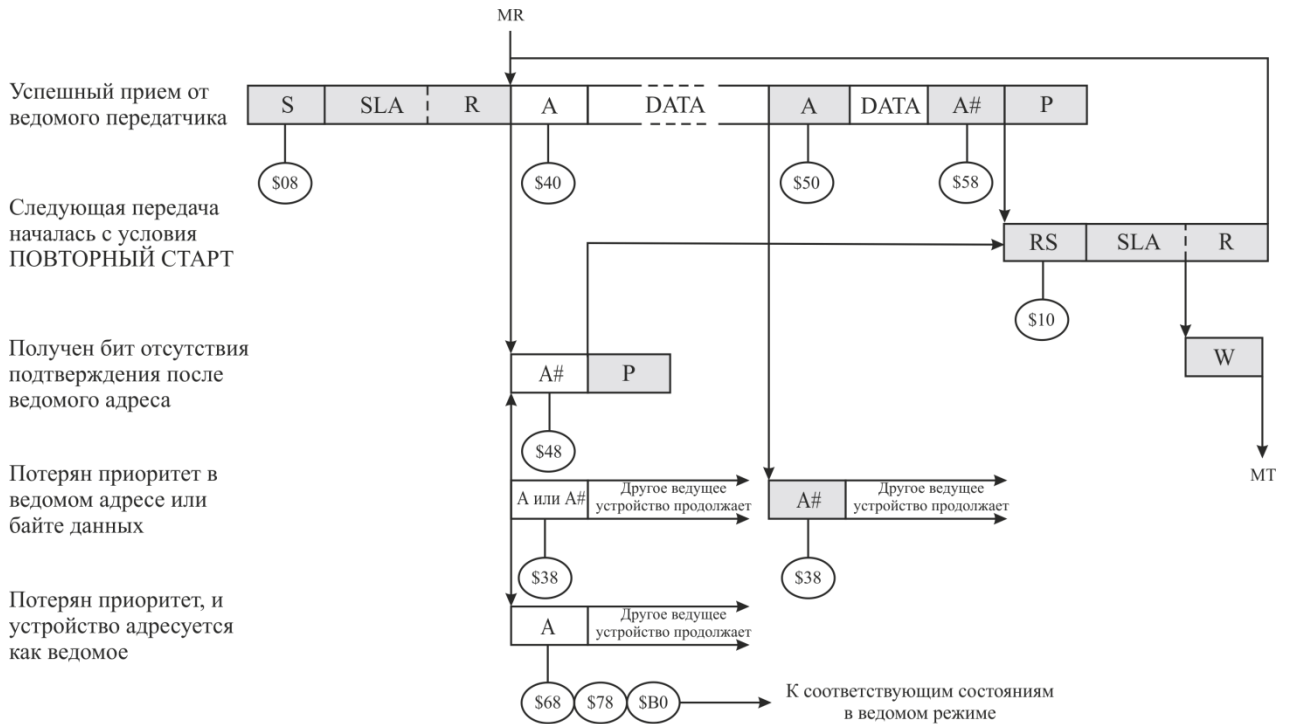 MR
Успешный прием от
ведомого передатчика
S SLA R A DATA A DATA A# P
$08 $40 $50 $58
Следующая передача
началась с условия
ПОВТОРНЫЙ СТАРТ
RS SLA R
$10
Получен бит отсутствия
подтверждения после
ведомого адреса
A# P
W
$48
MT
Потерян приоритет в
ведомом адресе или
байте данных
А или А#
Другое ведущее
устройство продолжает
A#
Другое ведущее
устройство продолжает
$38 $38
Потерян приоритет, и
устройство адресуется
как ведомое
A
Другое ведущее
устройство продолжает
$68 $78 $B0
К соответствующим состояниям
в ведомом режиме